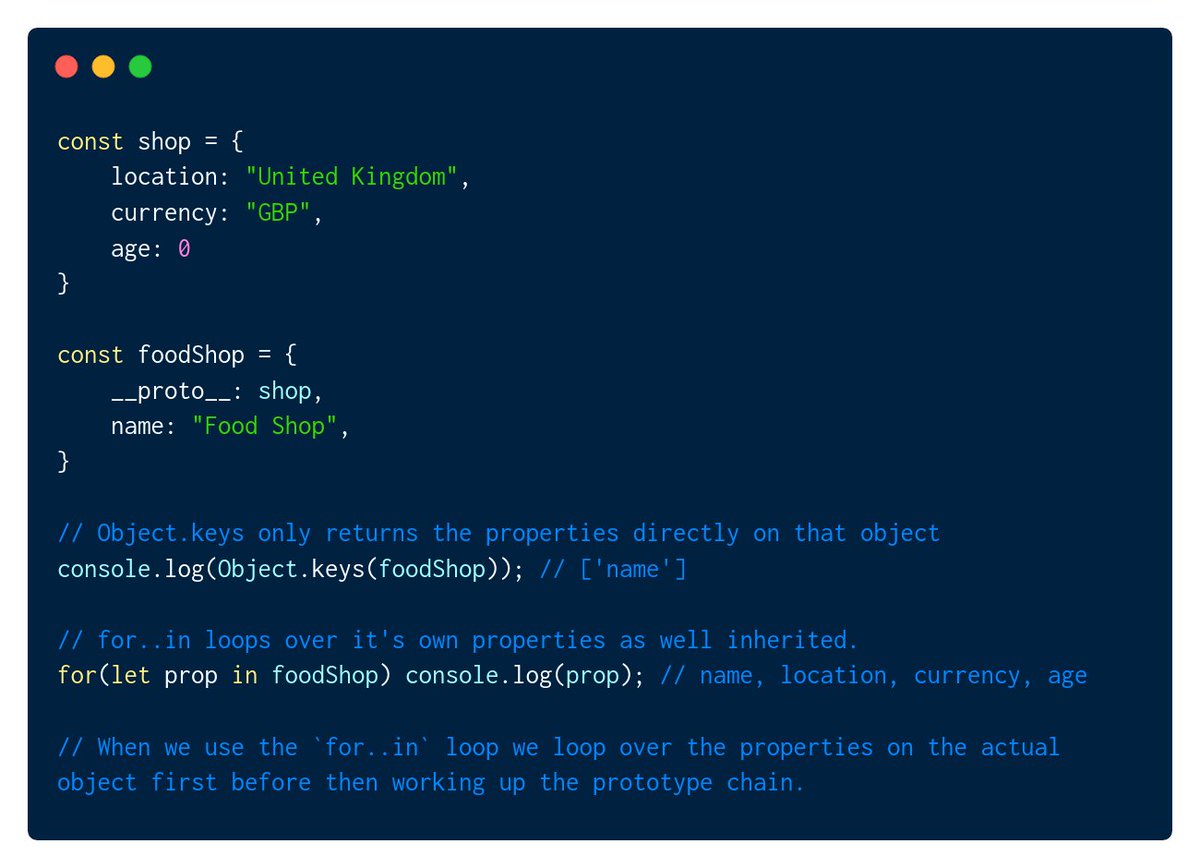 const shop = {
    location: "United Kingdom",
    currency: "GBP",
    age: 0
}
const foodShop = {
    __proto__: shop,
    name: "Food Shop",
}
// Object.keys only returns the properties directly on that object
console.log(Object.keys(foodShop)); // ['name']
// for..in loops over it's own properties as well inherited.
for(let prop in foodShop) console.log(prop); // name, location, currency, age
// When we use the `for..in` loop we loop over the properties on the actual
object first before then working up the prototype chain.